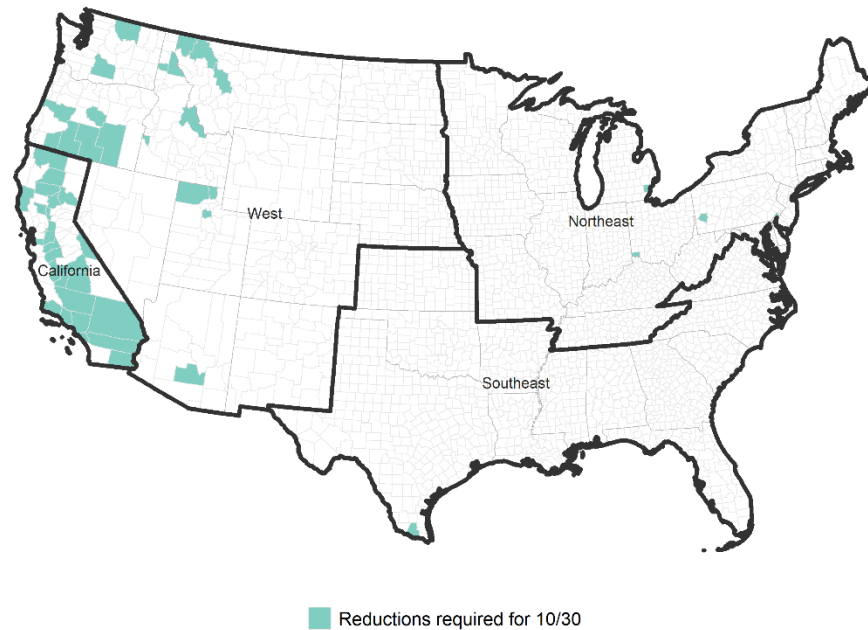 West
Northeast
California
Southeast
Reductions required for 10/30